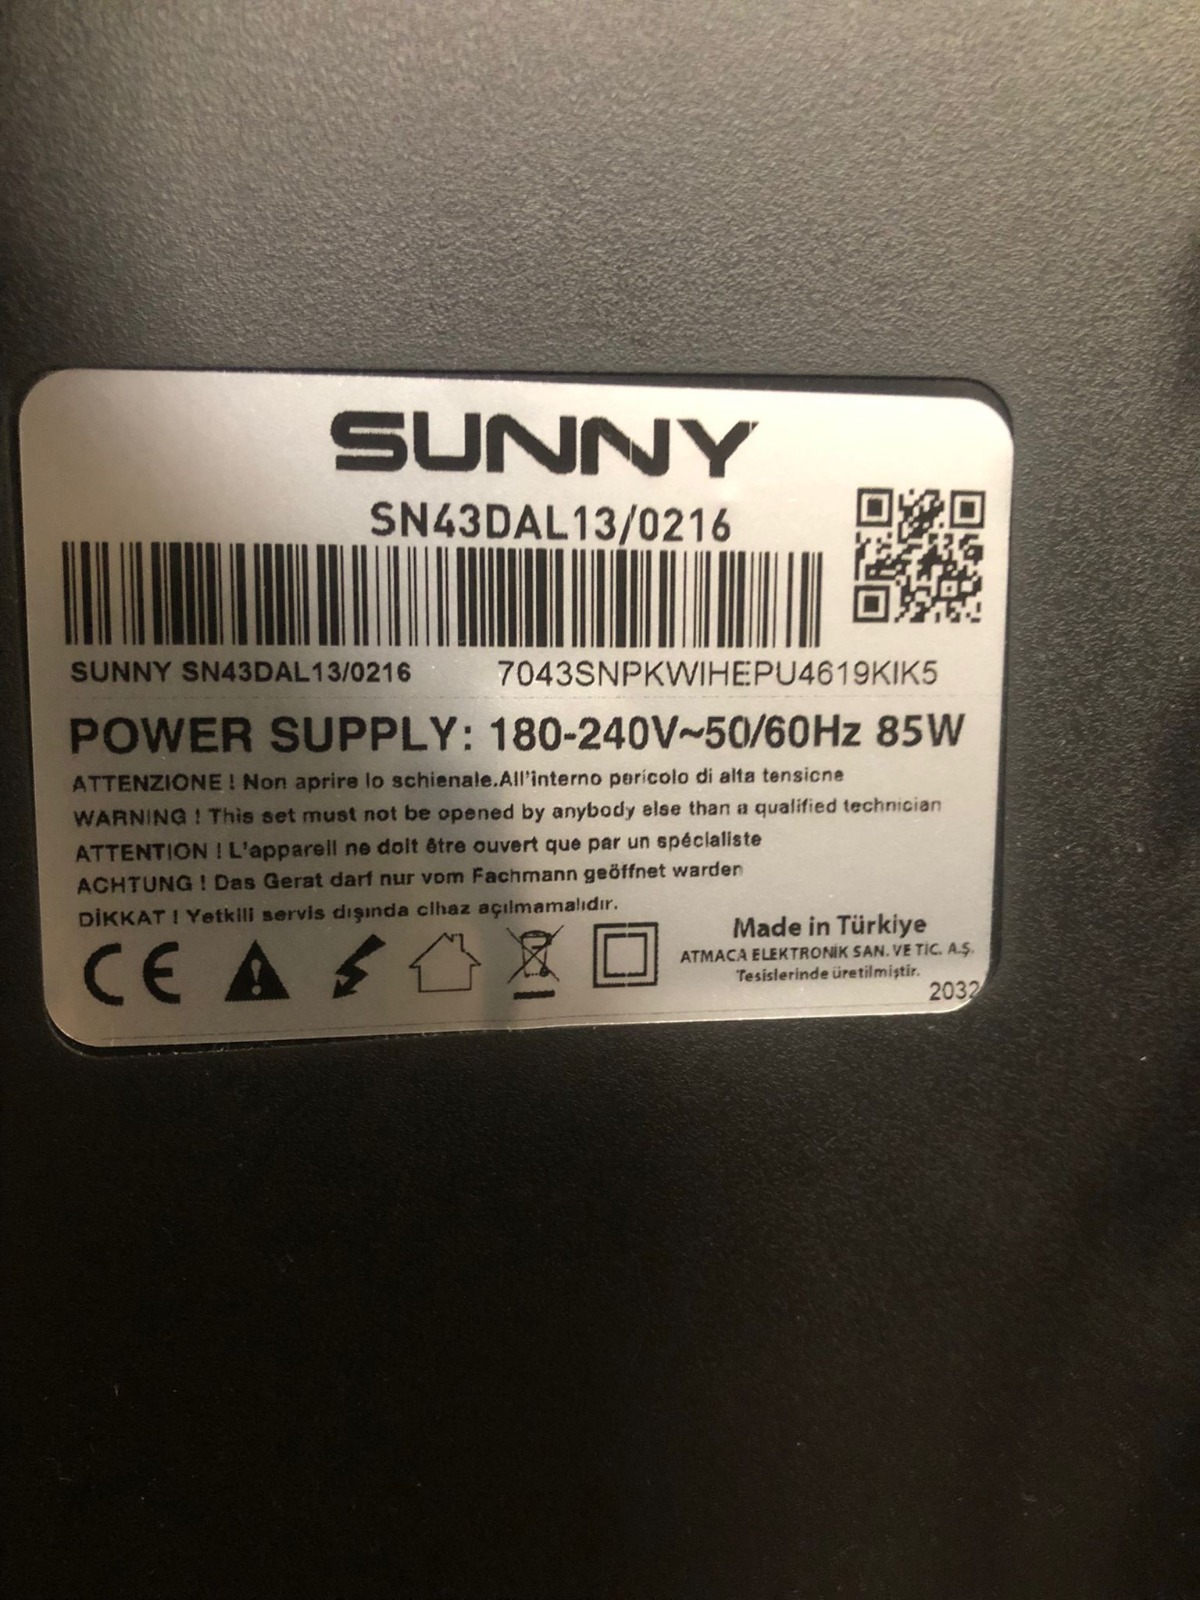 SUNNY
SN43DAL13/0216
SUNNY SN43DAL13/0216 7043SNPKWIHEPU4619KIK5
POWER SUPPLY: 180-240V~50/60Hz 85W
ATTENZIONE ! Non aprire lo schienale.All'interno pericolo di alta tensione
WARNING ! This set must not be opened by anybody else than a qualified technician
ATTENTION ! L'appareil ne doit être ouvert que par un spécialiste
ACHTUNG ! Das Gerat darf nur vom Fachmann geöffnet warden
DİKKAT ! Yetkili servis dışında cihaz açılmamalıdır.
CE
Made in Türkiye
ATMACA ELEKTRONİK SAN. VE TİC. A.Ş.
Tesislerinde üretilmiştir.
2032